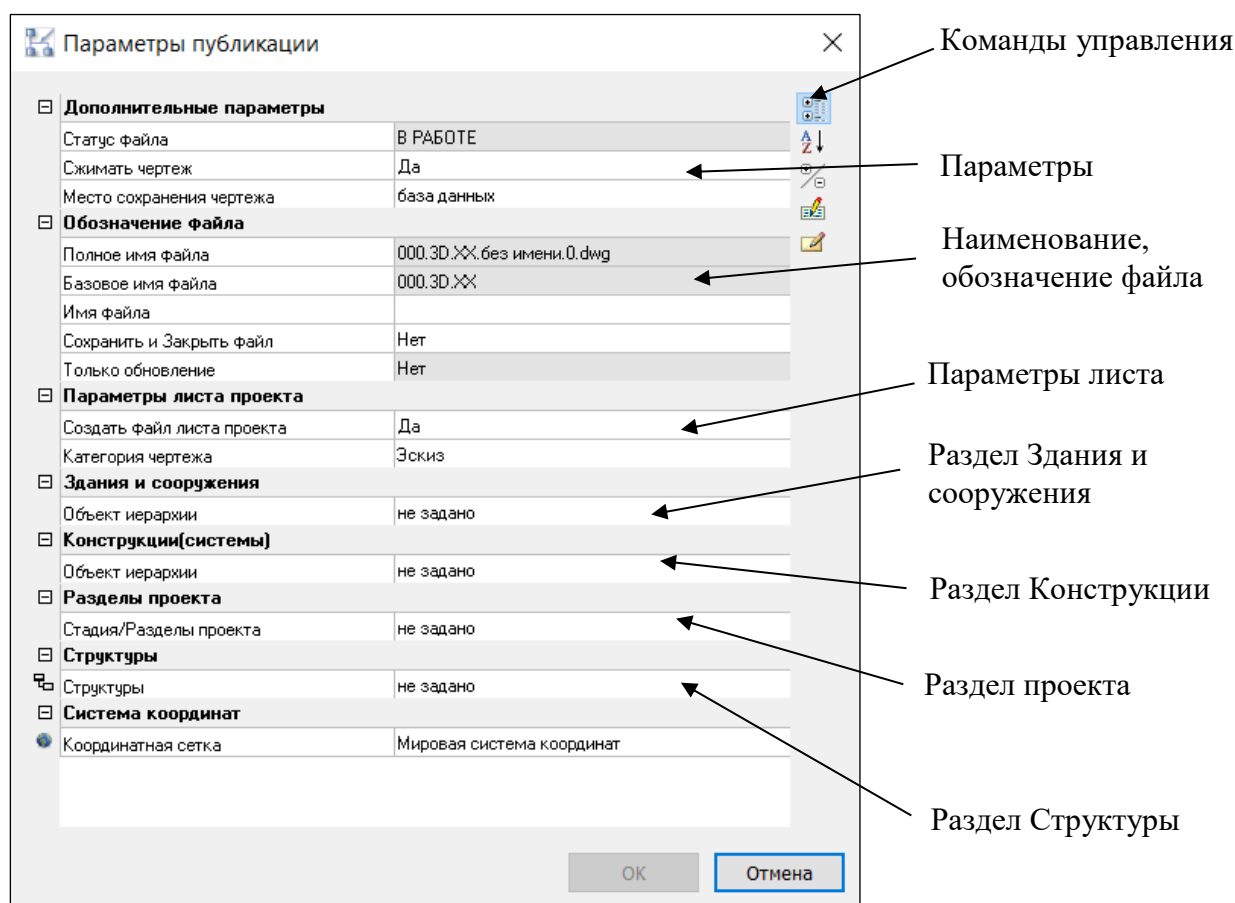 Параметры публикации
Команды управления
Дополнительные параметры
Статус файла В РАБОТЕ
Сжимать чертеж Да
Параметры
Место сохранения чертежа база данных
Обозначение файла
Наименование,
обозначение файла
Полное имя файла 000.3D.XX.без имени.0.dwg
Базовое имя файла 000.3D.XX
Имя файла
Сохранить и Закрыть файл Нет
Только обновление Нет
Параметры листа
Параметры листа проекта
Создать файл листа проекта Да
Категория чертежа Эскиз
Раздел Здания и
сооружения
Здания и сооружения
Объект иерархии не задано
Конструкции(системы)
Объект иерархии не задано
Раздел Конструкции
Разделы проекта
Стадия/Разделы проекта не задано
Структуры
Структуры не задано
Раздел проекта
Система координат
Координатная сетка Мировая система координат
Раздел Структуры
OK Отмена